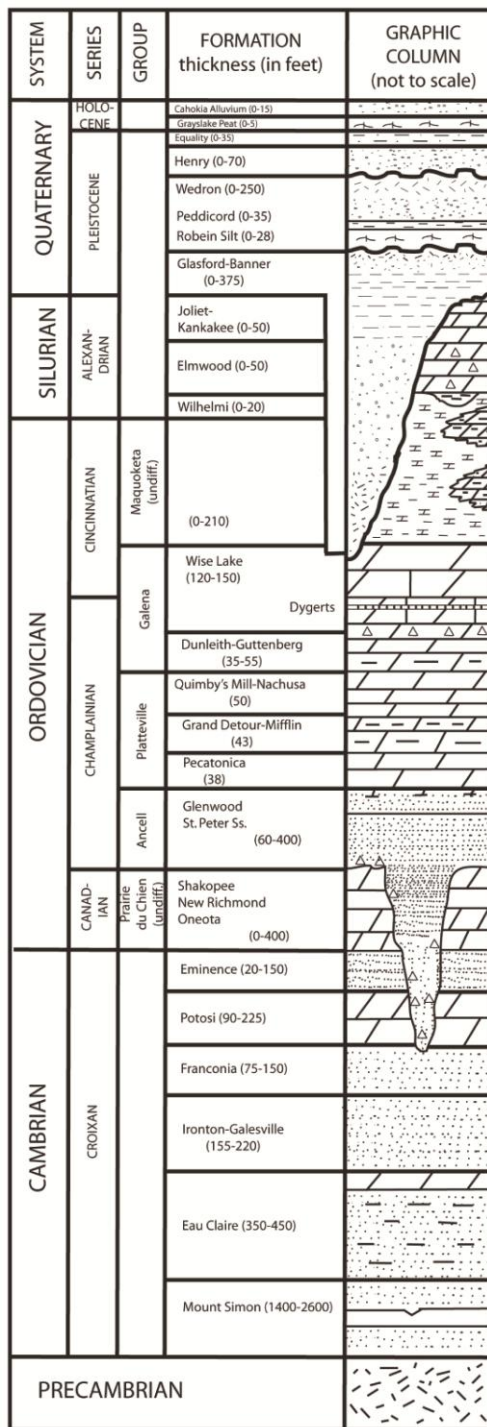 SYSTEM
SERIES
GROUP
FORMATION
thickness (in feet)
GRAPHIC
COLUMN
(not to scale)
QUATERNARY
HOLO-
CENE
Cahokia Alluvium (0-15)
Grayslake Peat (0-5)
PLEISTOCENE
Equality (0-35)
Henry (0-70)
Wedron (0-250)
Peddicord (0-35)
Robein Silt (0-28)
Glasford-Banner
(0-375)
SILURIAN
ALEXAN-
DRIAN
Joliet-
Kankakee (0-50)
Elmwood (0-50)
Wilhelmi (0-20)
ORDOVICIAN
CINCINNATIAN
Maquoketa
(undiff.)
(0-210)
Galena
Wise Lake
(120-150)
CHAMPLAINIAN
Dygerts
Dunleith-Guttenberg
(35-55)
Platteville
Quimby's Mill-Nachusa
(50)
Grand Detour-Mifflin
(43)
Pecatonica
(38)
Ancell
Glenwood
St. Peter Ss.
(60-400)
CANAD-
IAN
Prairie
du Chien
(undiff.)
Shakopee
New Richmond
Oneota
(0-400)
CAMBRIAN
CROIXAN
Eminence (20-150)
Potosi (90-225)
Franconia (75-150)
Ironton-Galesville
(155-220)
Eau Claire (350-450)
Mount Simon (1400-2600)
PRECAMBRIAN